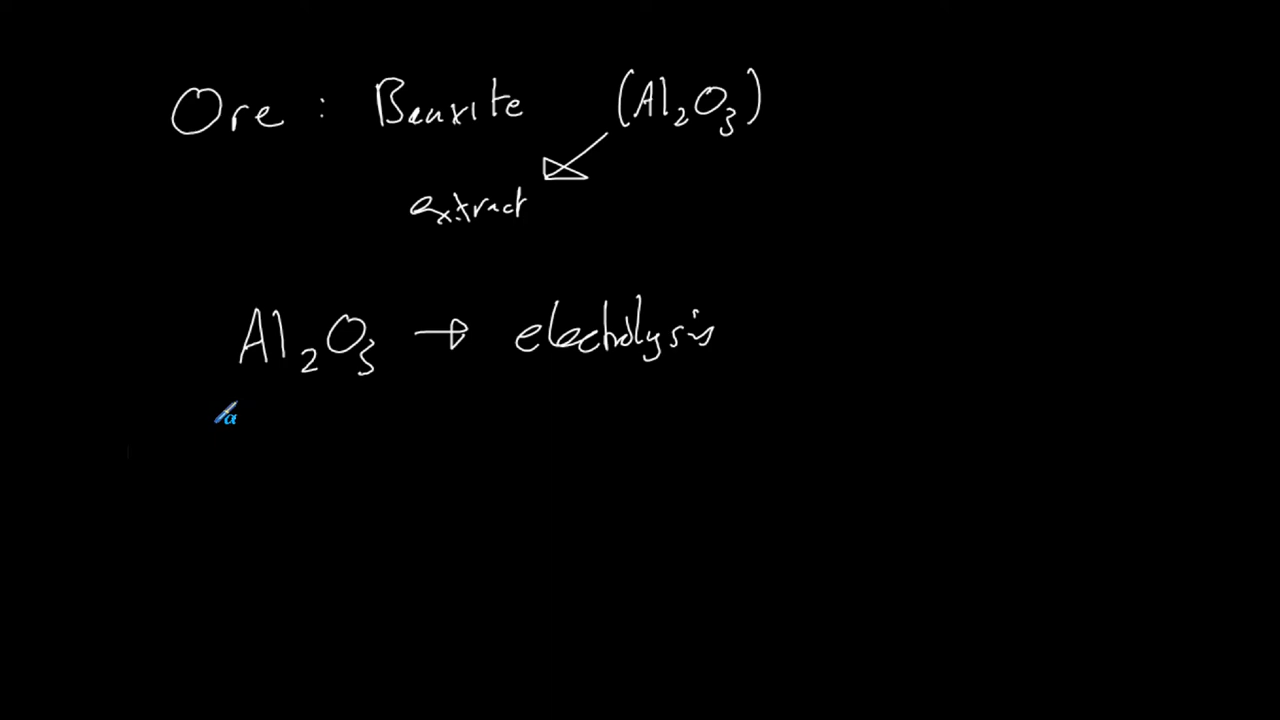 Ore : Bauxite (Al₂O₃)
extract
Al₂O₃ → electrolysis